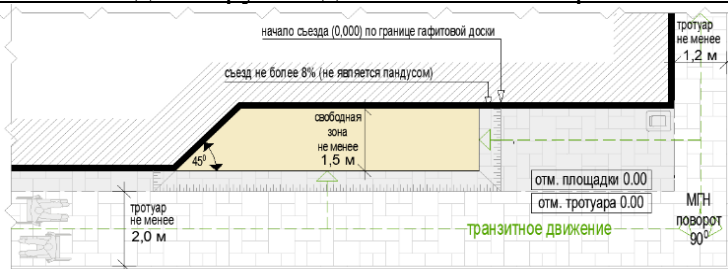 начало съезда (0,000) по границе гафитовой доски
тротуар
не менее
1,2 м
съезд не более 8% (не является пандусом)
свободная
зона
не менее
1,5 м
45⁰
отм. площадки 0.00
отм. тротуара 0.00
тротуар
не менее
2,0 м
транзитное движение
МГН
поворот
90⁰